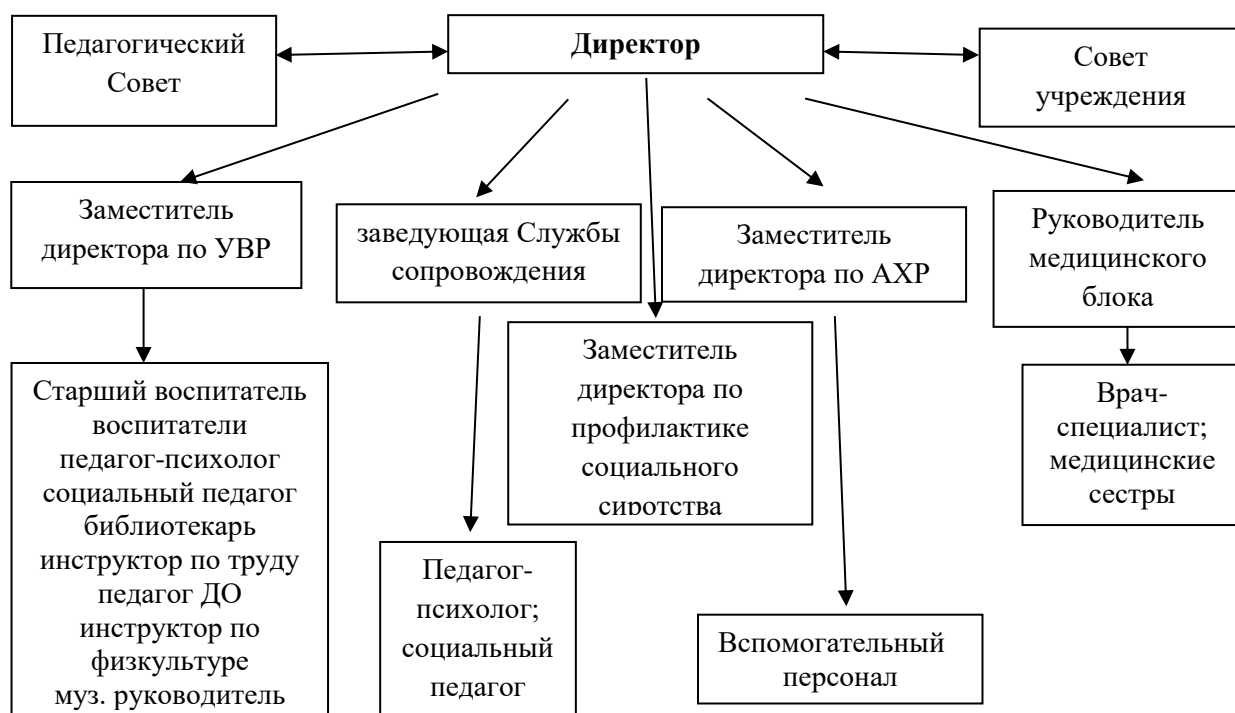 Педагогический
Совет
Директор
Совет
учреждения
Заместитель
директора по УВР
заведующая Службы
сопровождения
Заместитель
директора по АХР
Руководитель
медицинского
блока
Старший воспитатель
воспитатели
педагог-психолог
социальный педагог
библиотекарь
инструктор по труду
педагог ДО
инструктор по
физкультуре
муз. руководитель
Заместитель
директора по
профилактике
социального
сиротства
Врач-
специалист;
медицинские
сестры
Педагог-
психолог;
социальный
педагог
Вспомогательный
персонал